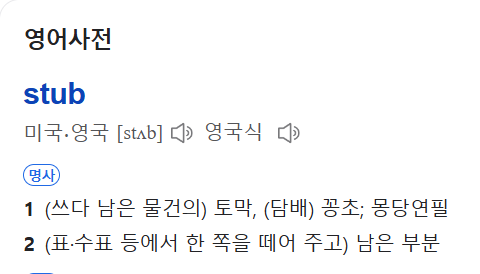 영어사전
stub
미국·영국 [stʌb] 영국식
명사
1 (쓰다 남은 물건의) 토막, (담배) 꽁초; 몽당연필
2 (표·수표 등에서 한 쪽을 떼어 주고) 남은 부분